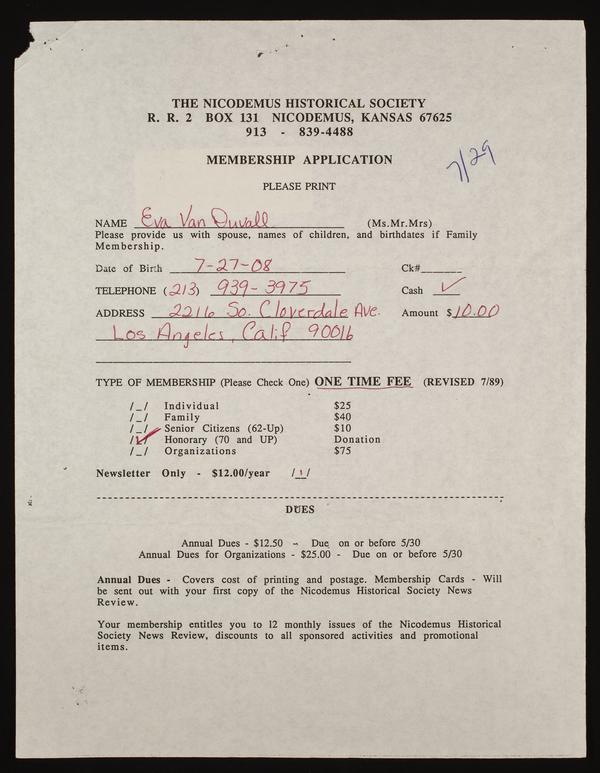 THE NICODEMUS HISTORICAL SOCIETY
R. R. 2 BOX 131 NICODEMUS, KANSAS 67625
913 - 839-4488
MEMBERSHIP APPLICATION
7/29
PLEASE PRINT
NAME Eva Van Duvall (Ms.Mr.Mrs)
Please provide us with spouse, names of children, and birthdates if Family
Membership.
Date of Birth 7-27-08 Ck#______
TELEPHONE (213) 939-3975 Cash ✓
ADDRESS 2216 So. Cloverdale Ave. Amount $10.00
Los Angeles, Calif 90016
TYPE OF MEMBERSHIP (Please Check One) ONE TIME FEE (REVISED 7/89)
/_/ Individual $25
/_/ Family $40
/_/ Senior Citizens (62-Up) $10
/✓/ Honorary (70 and UP) Donation
/_/ Organizations $75
Newsletter Only - $12.00/year /_/
DUES
Annual Dues - $12.50 - Due on or before 5/30
Annual Dues for Organizations - $25.00 - Due on or before 5/30
Annual Dues - Covers cost of printing and postage. Membership Cards - Will
be sent out with your first copy of the Nicodemus Historical Society News
Review.
Your membership entitles you to 12 monthly issues of the Nicodemus Historical
Society News Review, discounts to all sponsored activities and promotional
items.